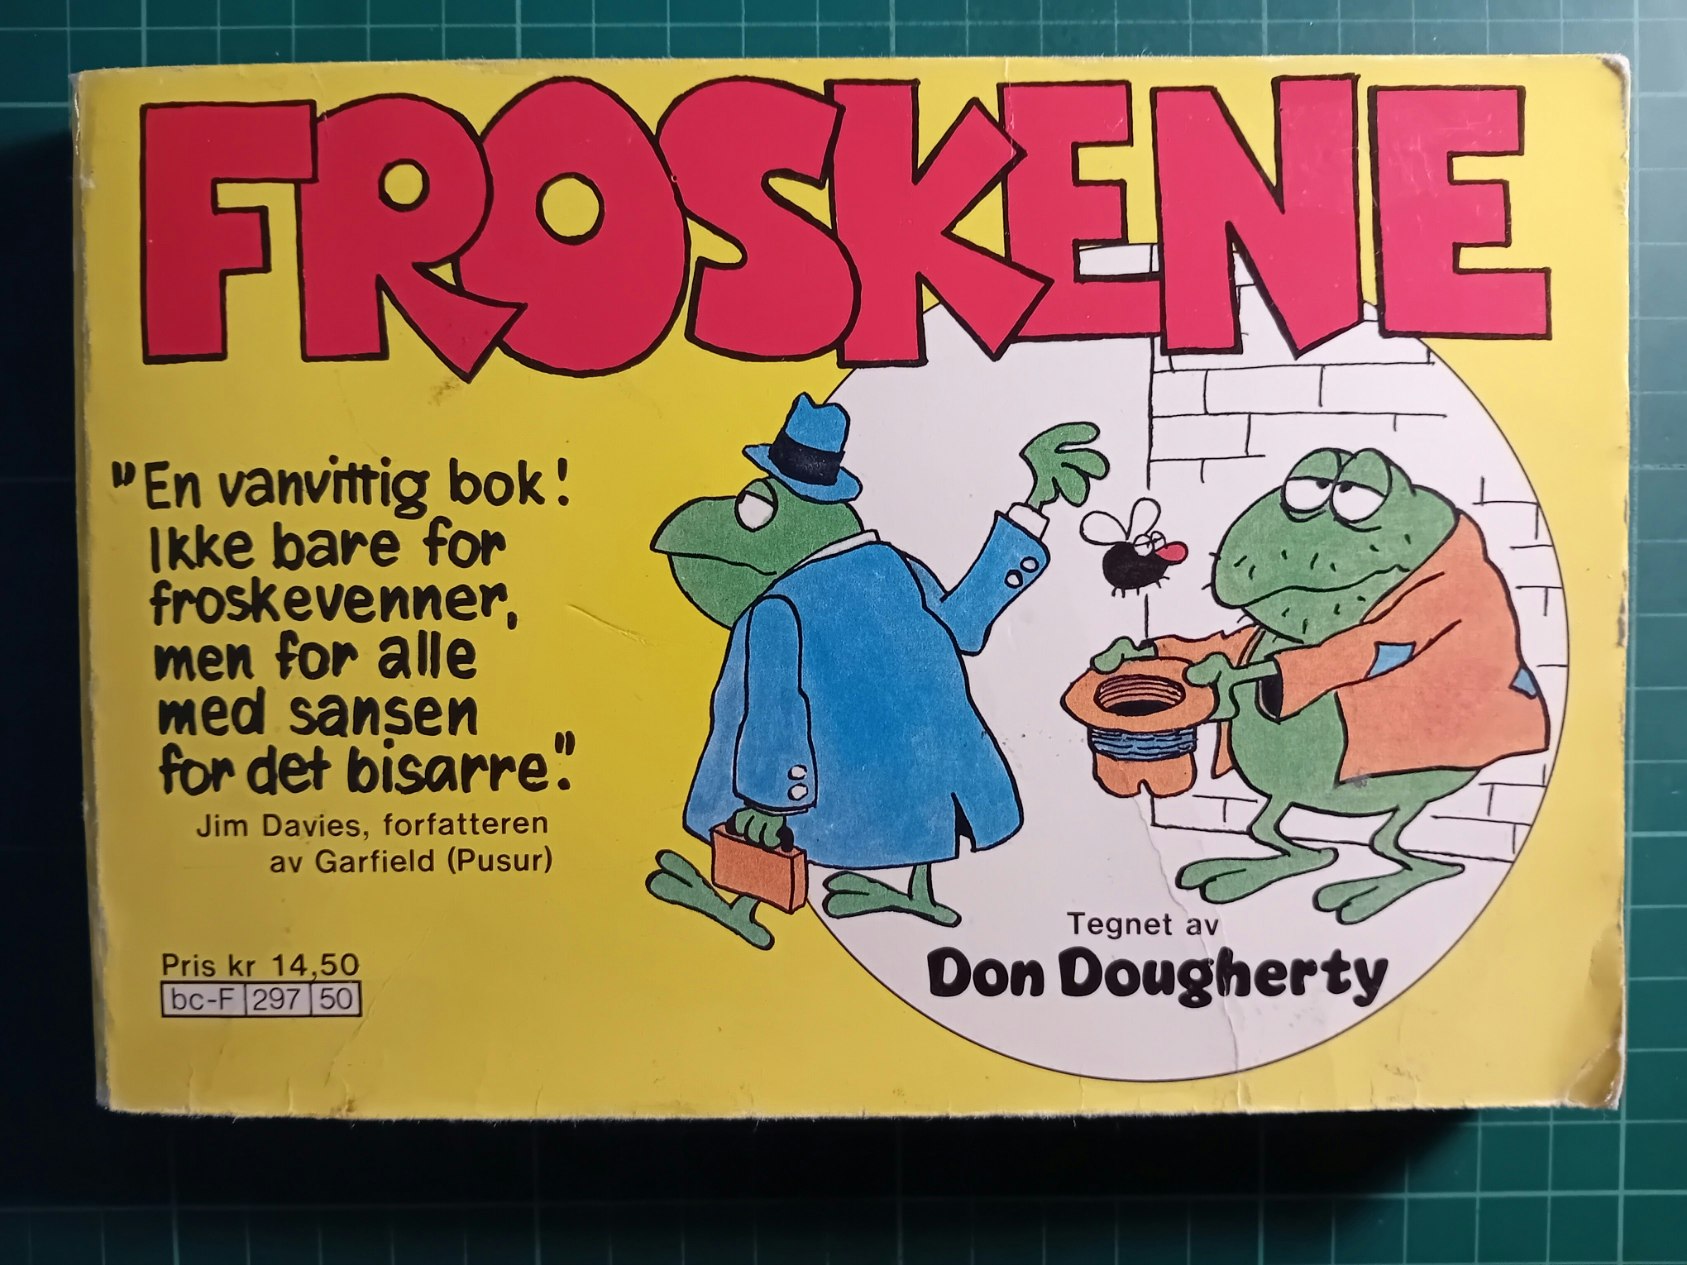 FROSKENE
"En vanvittig bok!
Ikke bare for
froskevenner,
men for alle
med sansen
for det bisarre."
Jim Davies, forfatteren
av Garfield (Pusur)
Pris kr 14,50
bc-F 297 50
Tegnet av
Don Dougherty